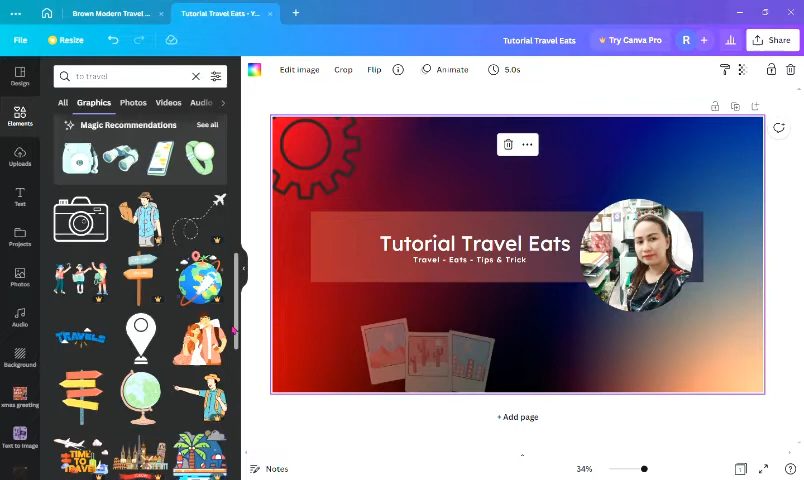 Brown Modern Travel ...
Tutorial Travel Eats - Y...
File
Resize
Tutorial Travel Eats
Try Canva Pro
R
Share
Design
Elements
Uploads
Text
Projects
Photos
Audio
Background
xmas greeting
Text to Image
to travel
All
Graphics
Photos
Videos
Audio
Magic Recommendations
See all
TRAVELS
TIME TO TRAVEL
Edit image
Crop
Flip
Animate
5.0s
Tutorial Travel Eats
Travel - Eats - Tips & Trick
+ Add page
Notes
34%
1